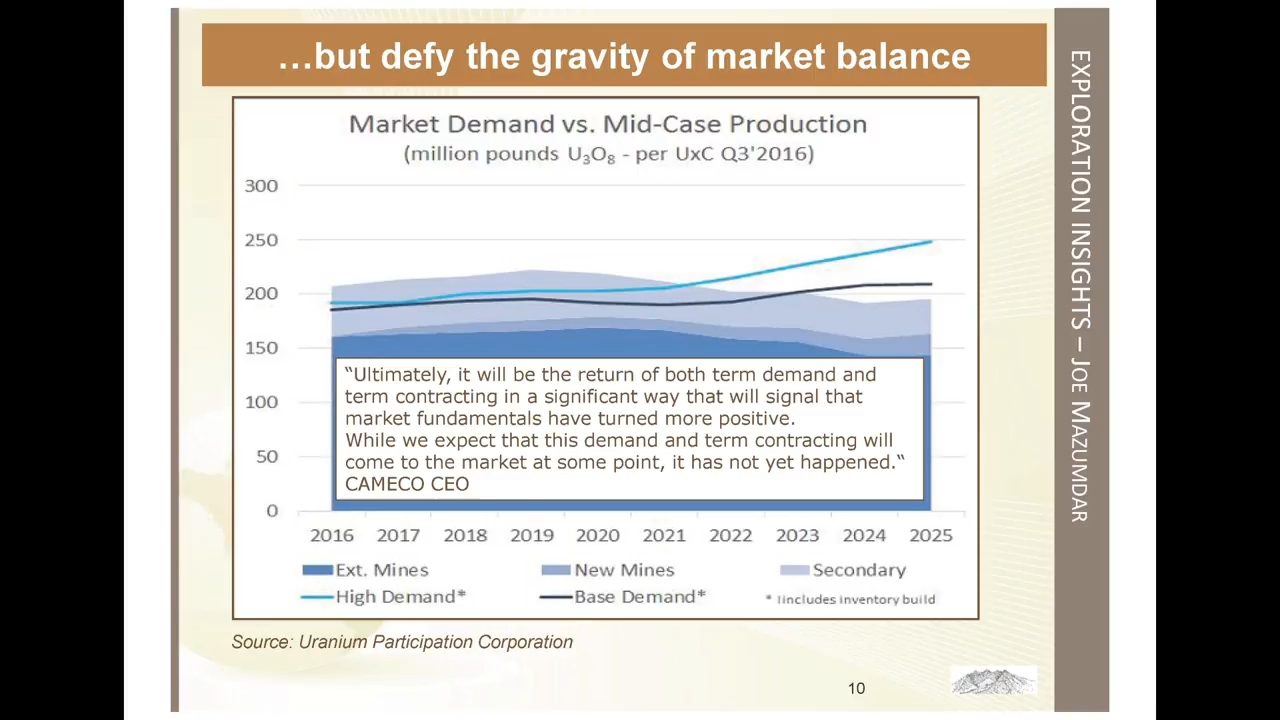 …but defy the gravity of market balance
EXPLORATION INSIGHTS – JOE MAZUMDAR
Market Demand vs. Mid-Case Production
(million pounds U₃O₈ - per UxC Q3'2016)
300
250
200
150
100
50
0
“Ultimately, it will be the return of both term demand and
term contracting in a significant way that will signal that
market fundamentals have turned more positive.
While we expect that this demand and term contracting will
come to the market at some point, it has not yet happened.“
CAMECO CEO
2016 2017 2018 2019 2020 2021 2022 2023 2024 2025
Ext. Mines New Mines Secondary
High Demand* Base Demand* * Iincludes inventory build
Source: Uranium Participation Corporation
10